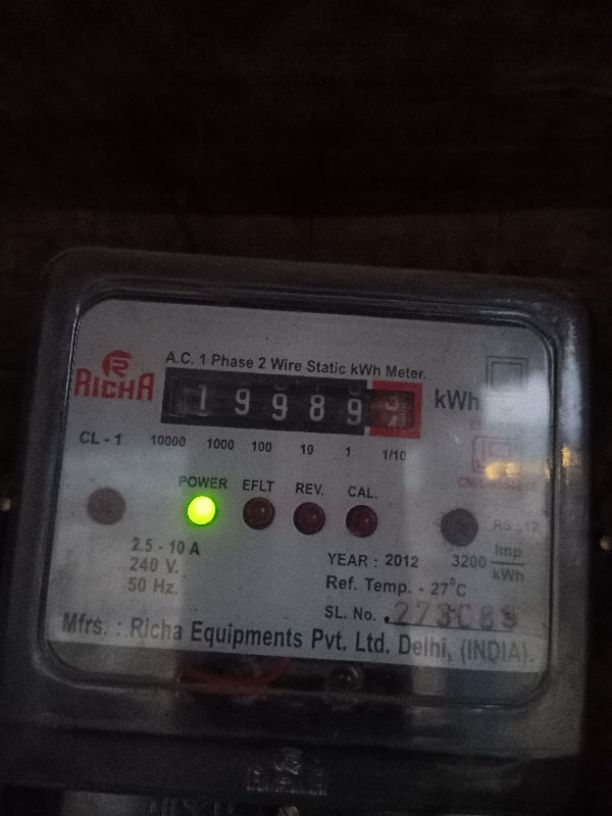 A.C. 1 Phase 2 Wire Static kWh Meter.
RICHA
19989 kWh
CL - 1 10000 1000 100 10 1 1/10
POWER EFLT REV. CAL.
RS - 12
2.5 - 10 A
240 V.
50 Hz.
YEAR : 2012 3200 Imp/kWh
Ref. Temp. - 27°C
SL. No.
Mfrs. : Richa Equipments Pvt. Ltd. Delhi, (INDIA).